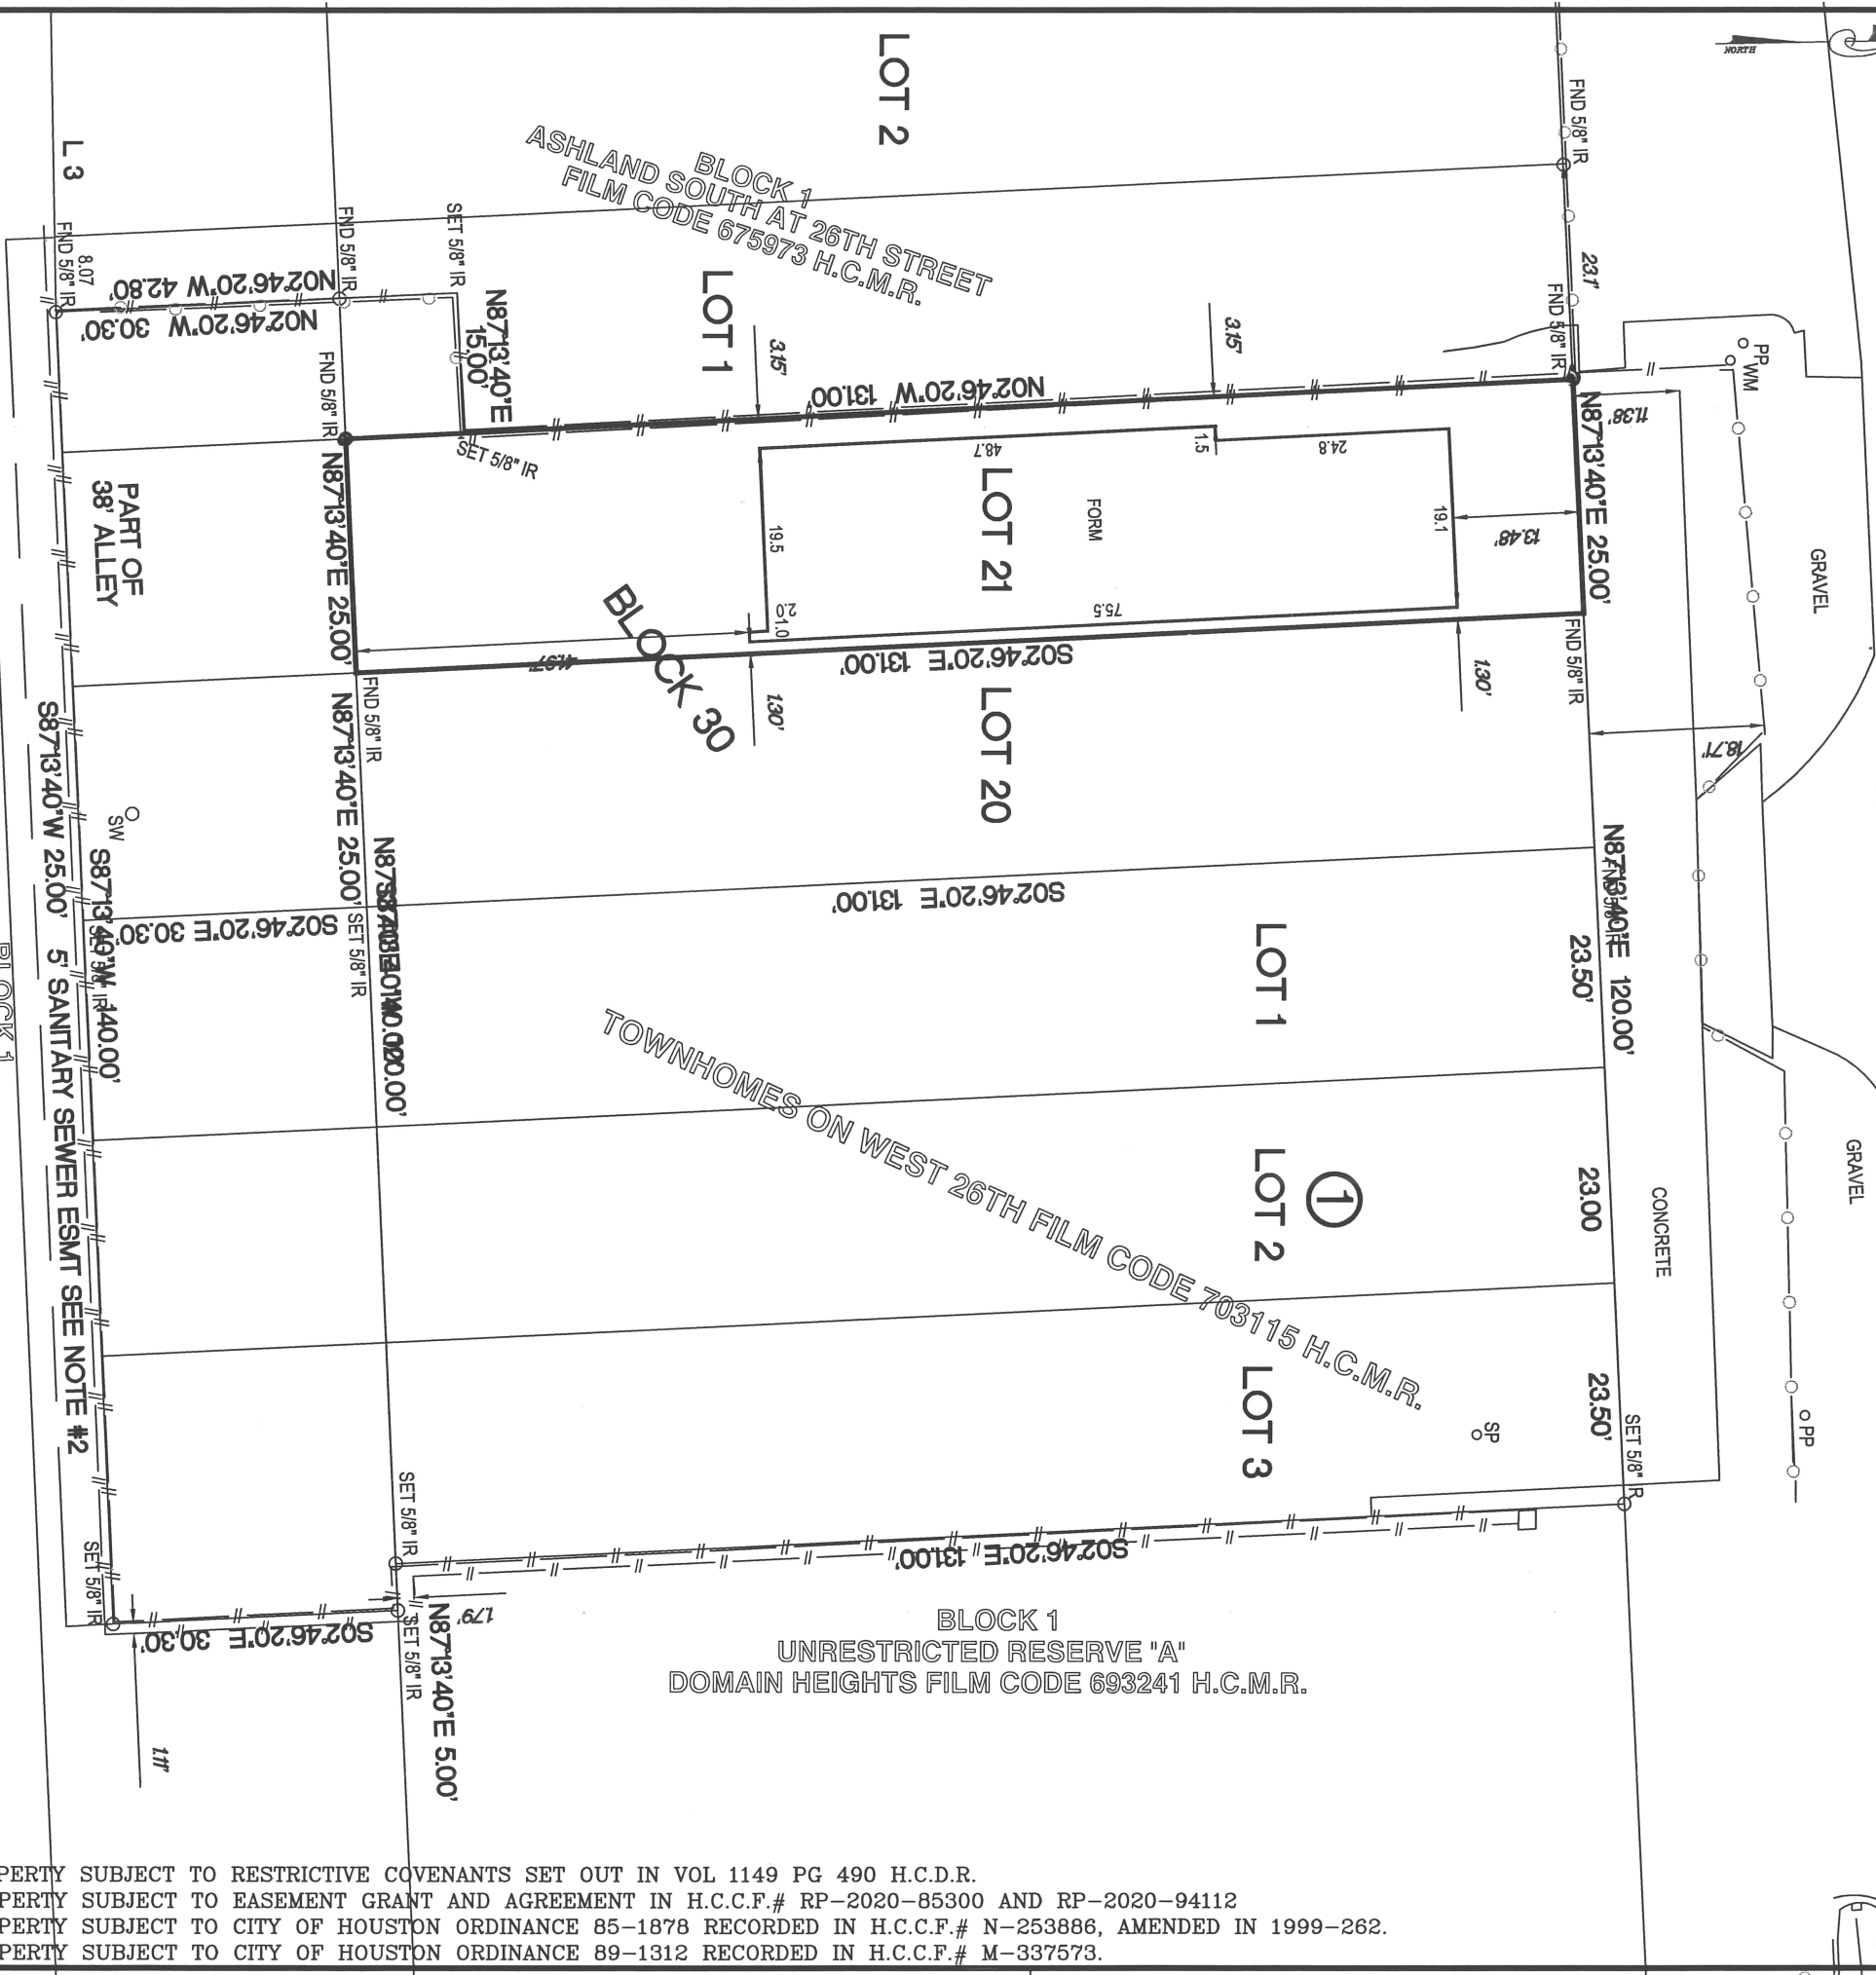 NORTH
LOT 2
BLOCK 1
ASHLAND SOUTH AT 26TH STREET
FILM CODE 675973 H.C.M.R.
FND 5/8" IR
23.1'
FND 5/8" IR
L 3
FND 5/8" IR
8.07
N02°46'20"W 42.80'
N02°46'20"W 30.30'
FND 5/8" IR
SET 5/8" IR
N87°13'40"E
15.00'
LOT 1
3.15'
3.15'
N02°46'20"W 131.00'
PP
WM
11.38'
N87°13'40"E 25.00'
FND 5/8" IR
SET 5/8" IR
48.7
1.5
24.8
19.1
13.48'
LOT 21
FORM
19.5
2.0
1.0
75.5
PART OF
38' ALLEY
N87°13'40"E 25.00'
BLOCK 30
41.97'
S02°46'20"E 131.00'
FND 5/8" IR
1.30'
1.30'
FND 5/8" IR
GRAVEL
18.71'
LOT 20
N87°13'40"E 25.00'
SET 5/8" IR
SW
S87°13'40"W 25.00'
5' SANITARY SEWER ESMT SEE NOTE #2
S87°13'40"W 140.00'
SET 5/8" IR
S02°46'20"E 30.30'
S02°46'20"E 131.00'
N87°13'40"E 120.00'
FND 5/8" IR
23.50'
LOT 1
BLOCK 1
TOWNHOMES ON WEST 26TH FILM CODE 703115 H.C.M.R.
LOT 2
1
23.00
CONCRETE
GRAVEL
LOT 3
23.50'
SP
PP
SET 5/8" IR
SET 5/8" IR
SET 5/8" IR
S02°46'20"E 131.00'
S02°46'20"E 30.30'
SET 5/8" IR
N87°13'40"E 5.00'
1.79'
1.11'
BLOCK 1
UNRESTRICTED RESERVE "A"
DOMAIN HEIGHTS FILM CODE 693241 H.C.M.R.
PERTY SUBJECT TO RESTRICTIVE COVENANTS SET OUT IN VOL 1149 PG 490 H.C.D.R.
PERTY SUBJECT TO EASEMENT GRANT AND AGREEMENT IN H.C.C.F.# RP-2020-85300 AND RP-2020-94112
PERTY SUBJECT TO CITY OF HOUSTON ORDINANCE 85-1878 RECORDED IN H.C.C.F.# N-253886, AMENDED IN 1999-262.
PERTY SUBJECT TO CITY OF HOUSTON ORDINANCE 89-1312 RECORDED IN H.C.C.F.# M-337573.